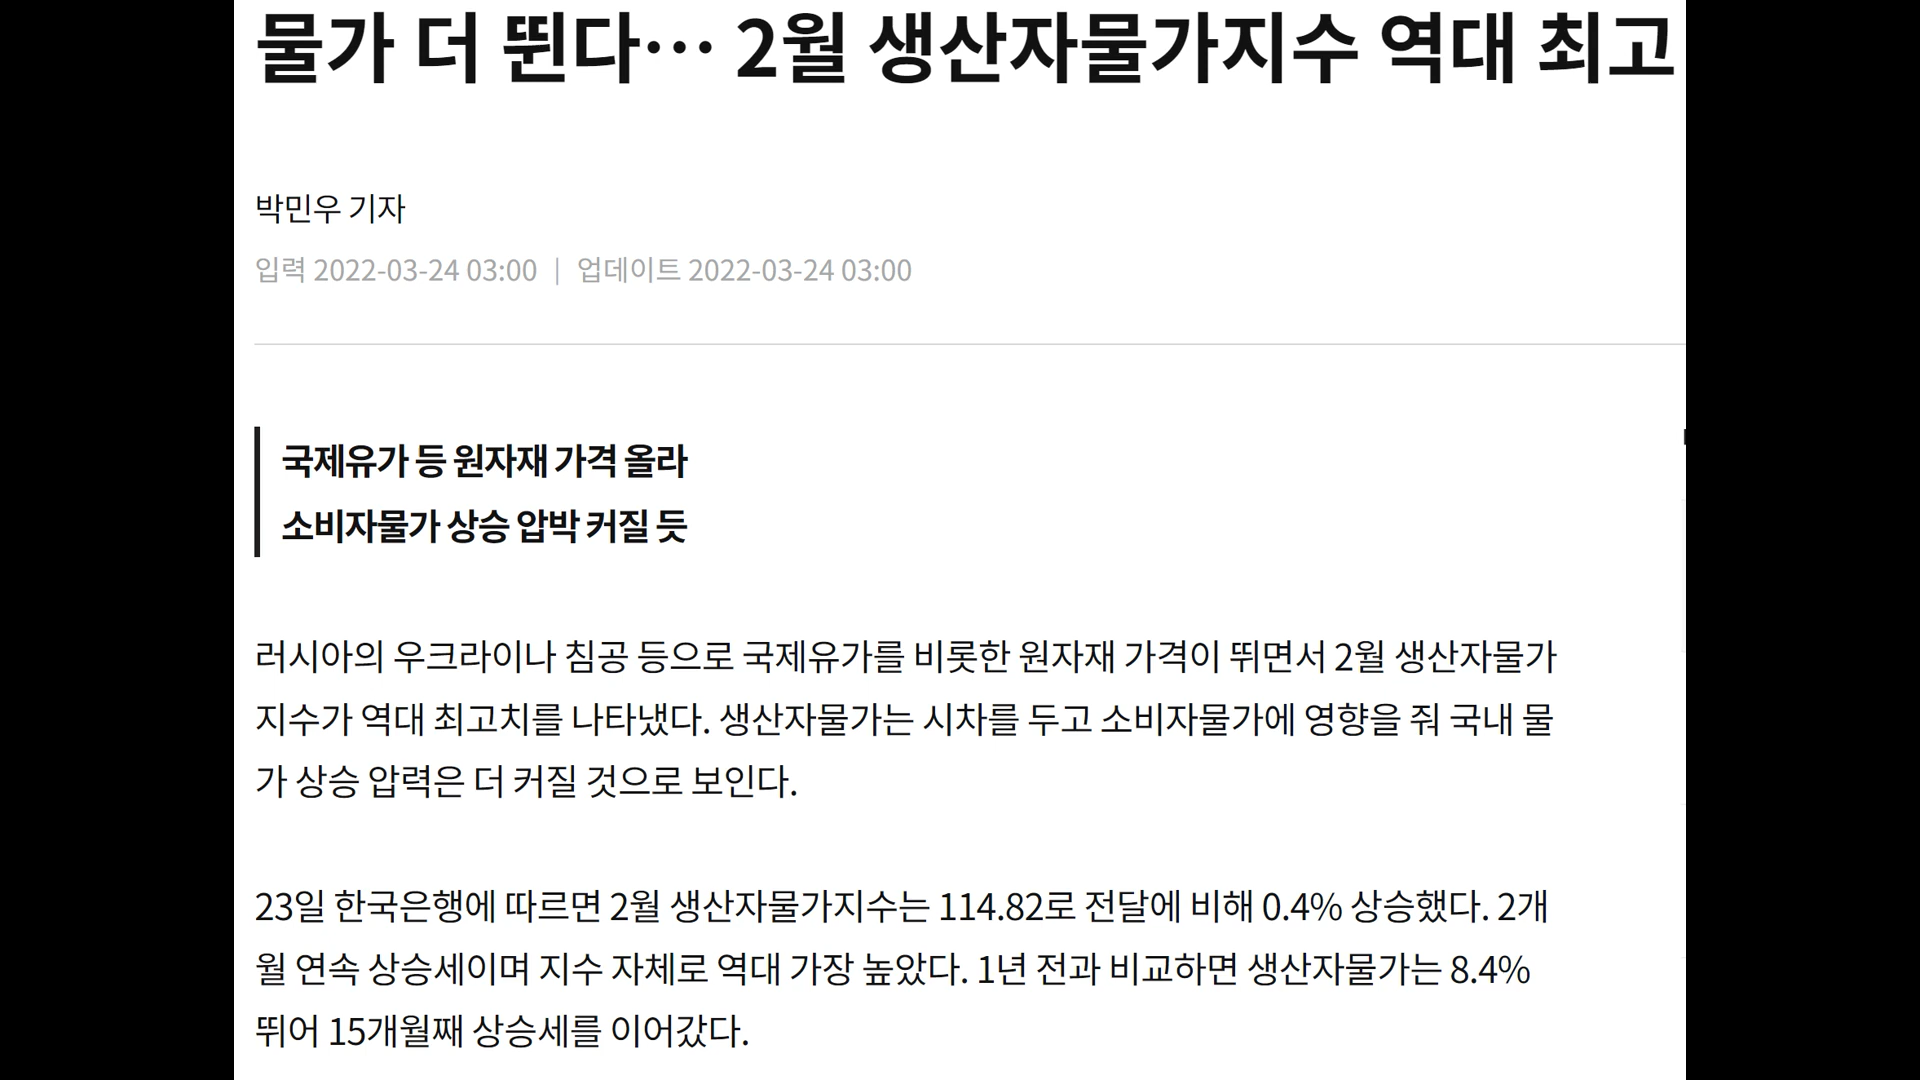 물가 더 뛴다… 2월 생산자물가지수 역대 최고
박민우 기자
입력 2022-03-24 03:00 | 업데이트 2022-03-24 03:00
국제유가 등 원자재 가격 올라
소비자물가 상승 압박 커질 듯
러시아의 우크라이나 침공 등으로 국제유가를 비롯한 원자재 가격이 뛰면서 2월 생산자물가
지수가 역대 최고치를 나타냈다. 생산자물가는 시차를 두고 소비자물가에 영향을 줘 국내 물
가 상승 압력은 더 커질 것으로 보인다.
23일 한국은행에 따르면 2월 생산자물가지수는 114.82로 전달에 비해 0.4% 상승했다. 2개
월 연속 상승세이며 지수 자체로 역대 가장 높았다. 1년 전과 비교하면 생산자물가는 8.4%
뛰어 15개월째 상승세를 이어갔다.